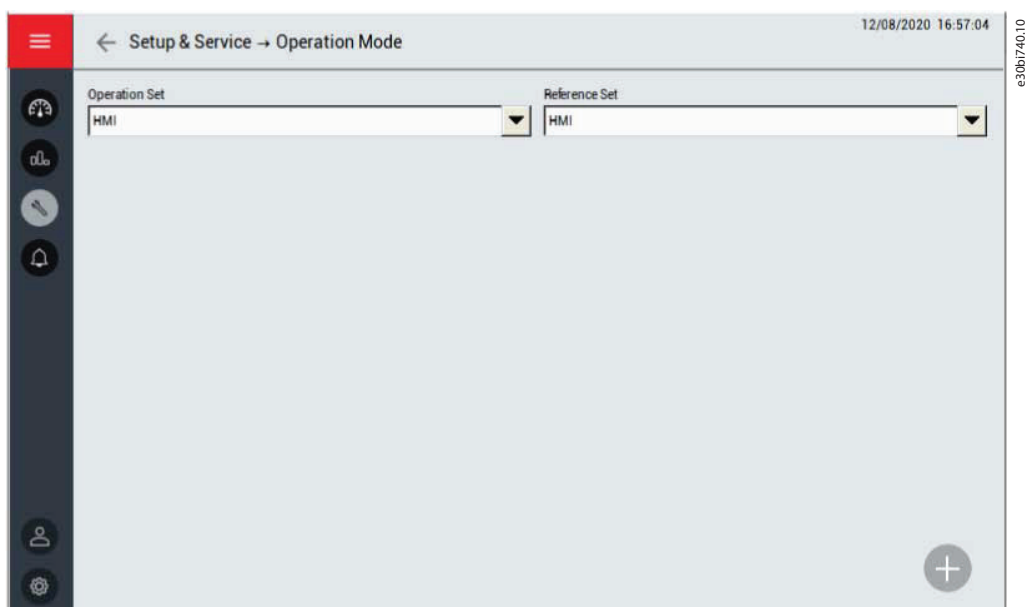 12/08/2020 16:57:04
← Setup & Service → Operation Mode
Operation Set
Reference Set
HMI
HMI
e30bi740.10